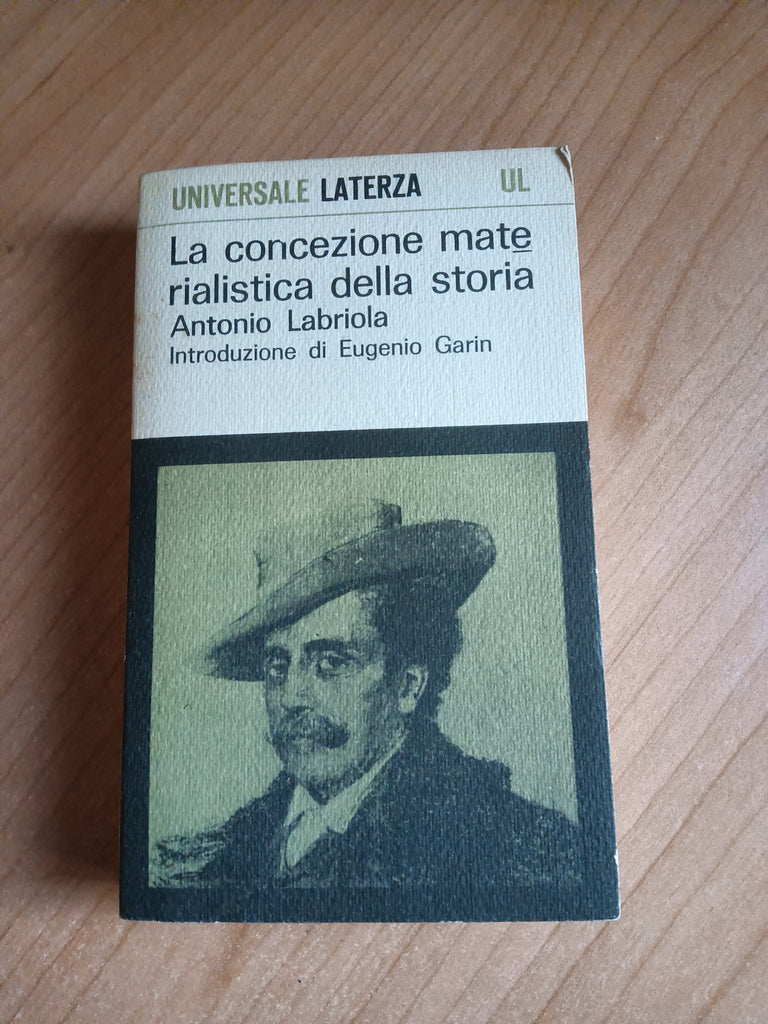 UNIVERSALE LATERZA UL
La concezione mate
rialistica della storia
Antonio Labriola
Introduzione di Eugenio Garin